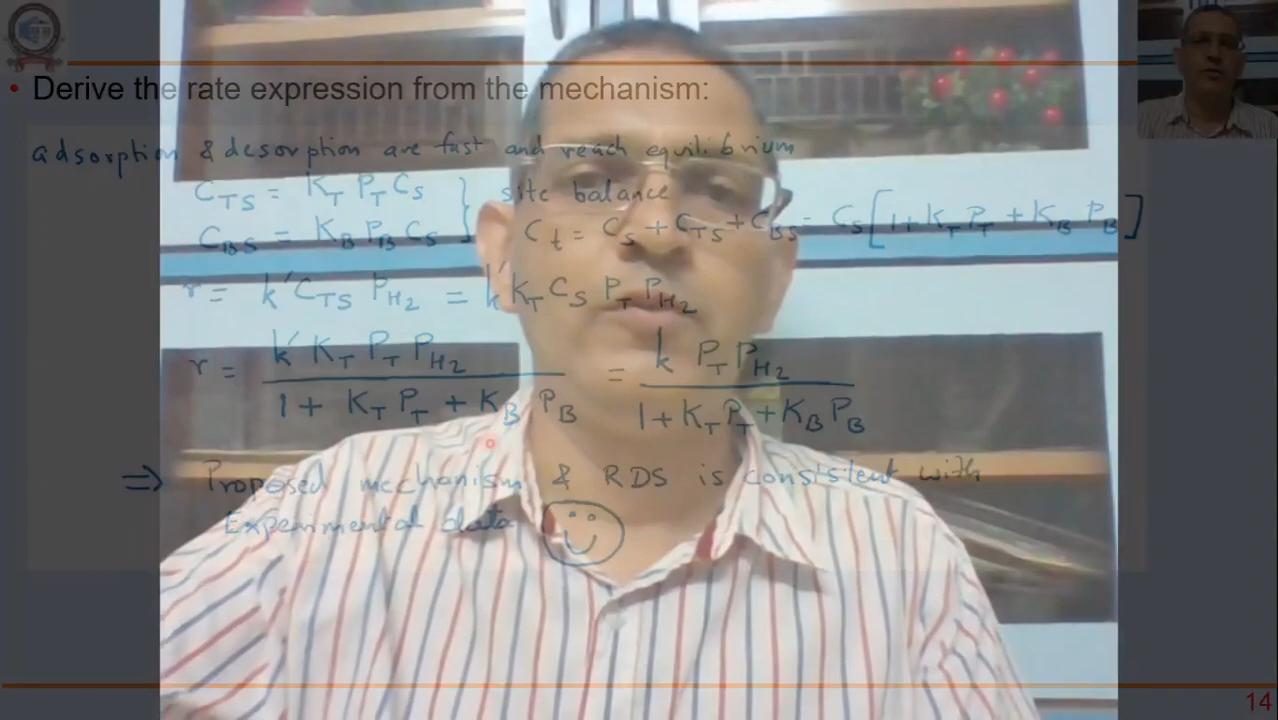 • Derive the rate expression from the mechanism:
adsorption & desorption are fast and reach equilibrium
C_TS = K_T P_T C_S } site balance
C_BS = K_B P_B C_S } C_t = C_S + C_TS + C_BS = C_S [1 + K_T P_T + K_B P_B]
r = k' C_TS P_H2 = k' K_T C_S P_T P_H2
r = k' K_T P_T P_H2 / 1 + K_T P_T + K_B P_B = k P_T P_H2 / 1 + K_T P_T + K_B P_B
⇒ Proposed mechanism & RDS is consistent with
Experimental data
14